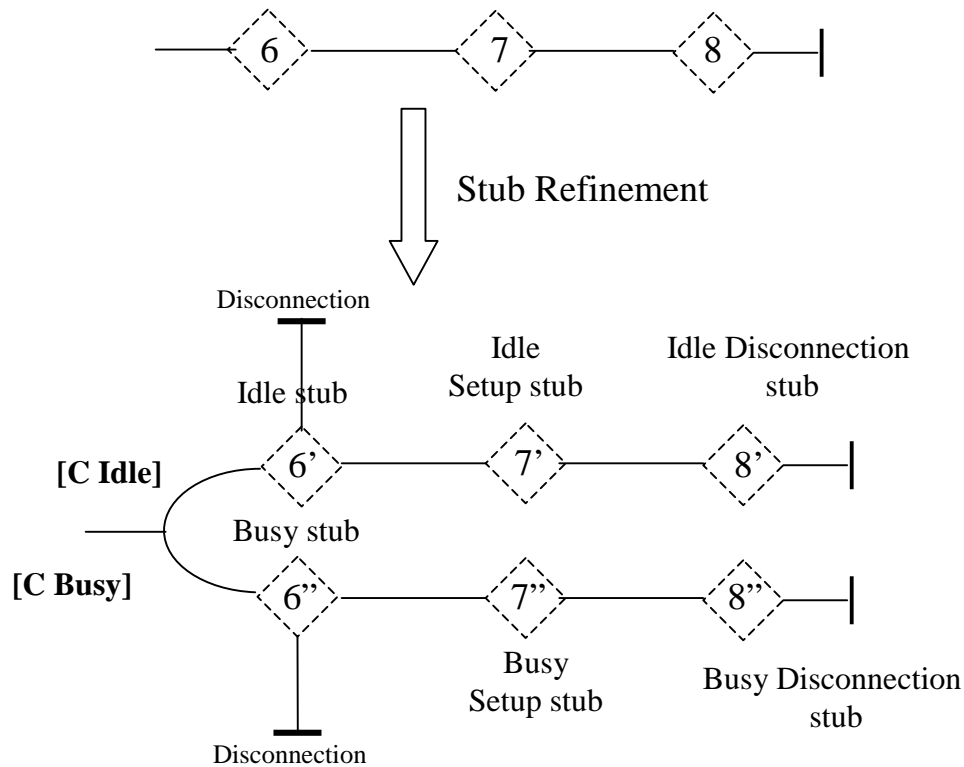 6 7 8
Stub Refinement
Disconnection
Idle
Setup stub
Idle Disconnection
stub
Idle stub
[C Idle]
6’ 7’ 8’
Busy stub
[C Busy]
6” 7” 8”
Busy
Setup stub
Busy Disconnection
stub
Disconnection